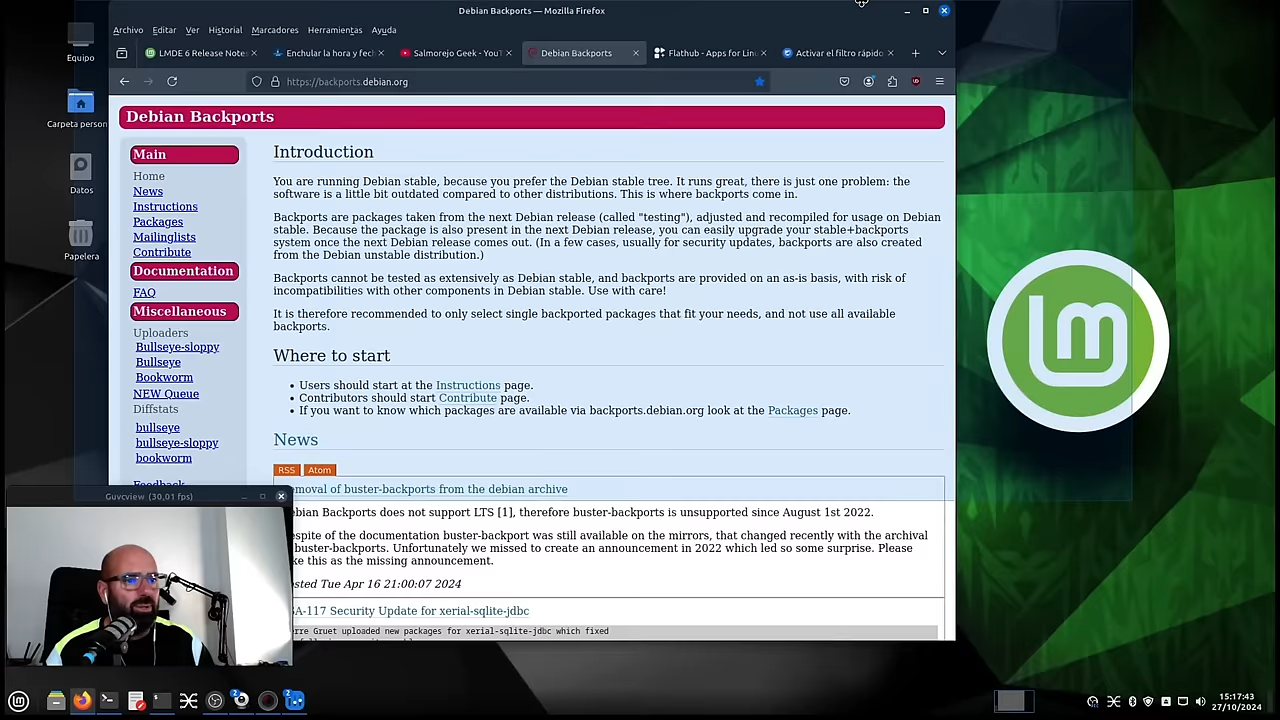 Debian Backports — Mozilla Firefox
Archivo Editar Ver Historial Marcadores Herramientas Ayuda
LMDE 6 Release Note
Enchular la hora y fech
Salmorejo Geek - YouT
Debian Backports
Flathub - Apps for Lin
Activar el filtro rápido
https://backports.debian.org
Equipo
Carpeta person
Datos
Papelera
Debian Backports
Main
Home
News
Instructions
Packages
Mailinglists
Contribute
Documentation
FAQ
Miscellaneous
Uploaders
Bullseye-sloppy
Bullseye
Bookworm
NEW Queue
Diffstats
bullseye
bullseye-sloppy
bookworm
Feedback
Introduction
You are running Debian stable, because you prefer the Debian stable tree. It runs great, there is just one problem: the
software is a little bit outdated compared to other distributions. This is where backports come in.
Backports are packages taken from the next Debian release (called "testing"), adjusted and recompiled for usage on Debian
stable. Because the package is also present in the next Debian release, you can easily upgrade your stable+backports
system once the next Debian release comes out. (In a few cases, usually for security updates, backports are also created
from the Debian unstable distribution.)
Backports cannot be tested as extensively as Debian stable, and backports are provided on an as-is basis, with risk of
incompatibilities with other components in Debian stable. Use with care!
It is therefore recommended to only select single backported packages that fit your needs, and not use all available
backports.
Where to start
• Users should start at the Instructions page.
• Contributors should start Contribute page.
• If you want to know which packages are available via backports.debian.org look at the Packages page.
News
RSS Atom
emoval of buster-backports from the debian archive
ebian Backports does not support LTS [1], therefore buster-backports is unsupported since August 1st 2022.
espite of the documentation buster-backport was still available on the mirrors, that changed recently with the archival
buster-backports. Unfortunately we missed to create an announcement in 2022 which led so some surprise. Please
ke this as the missing announcement.
sted Tue Apr 16 21:00:07 2024
A-117 Security Update for xerial-sqlite-jdbc
rre Gruet uploaded new packages for xerial-sqlite-jdbc which fixed
Guvcview (30,01 fps)
2
2
15:17:43
27/10/2024